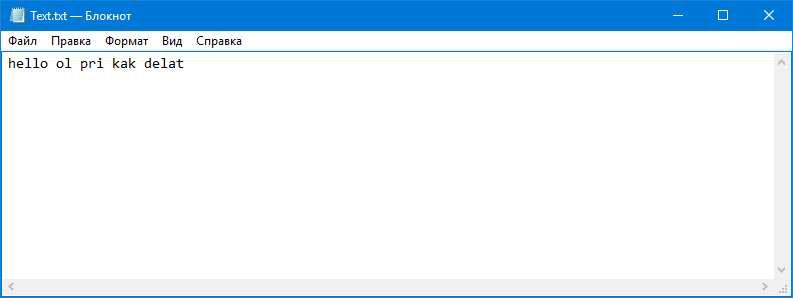 Text.txt — Блокнот
Файл Правка Формат Вид Справка
hello ol pri kak delat